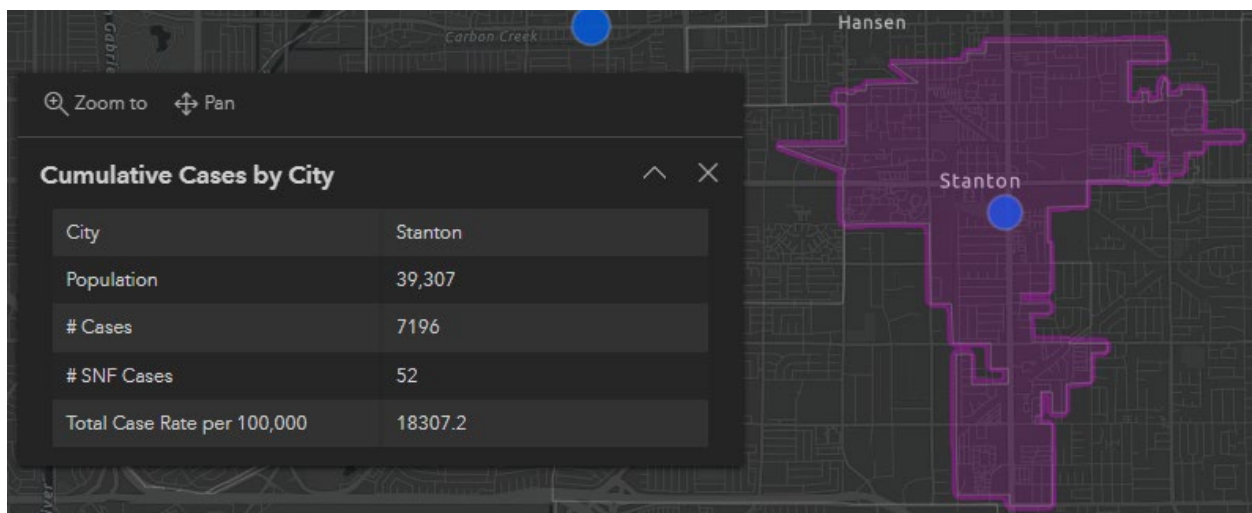 Hansen
Carbon Creek
Gabrie
Zoom to Pan
Cumulative Cases by City
City Stanton
Population 39,307
# Cases 7196
# SNF Cases 52
Total Case Rate per 100,000 18307.2
Stanton